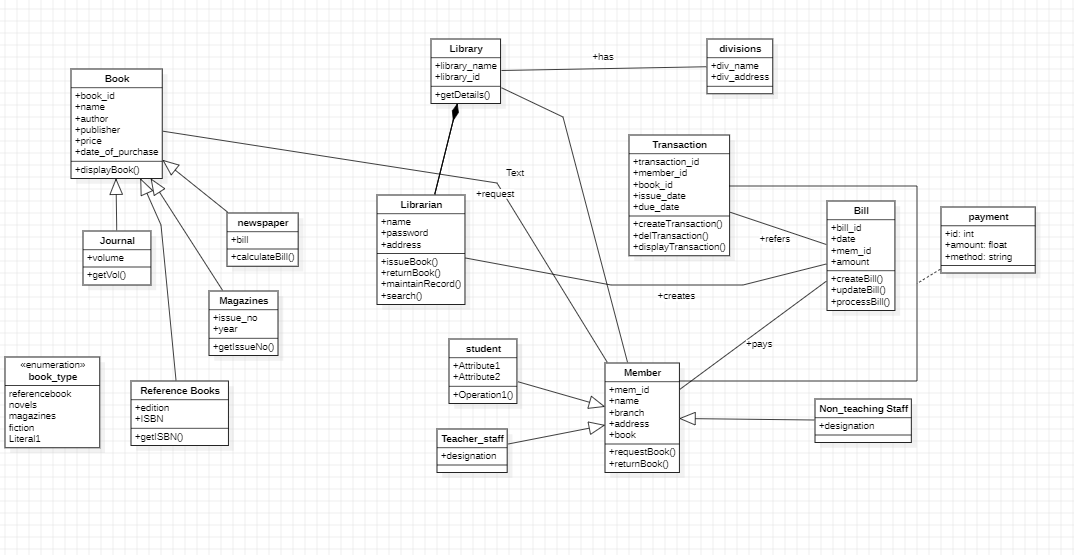 Library
+library_name
+library_id
+getDetails()
+has
divisions
+div_name
+div_address
Book
+book_id
+name
+author
+publisher
+price
+date_of_purchase
+displayBook()
Text
+request
Transaction
+transaction_id
+member_id
+book_id
+issue_date
+due_date
+createTransaction()
+delTransaction()
+displayTransaction()
Librarian
+name
+password
+address
+issueBook()
+returnBook()
+maintainRecord()
+search()
Bill
+bill_id
+date
+mem_id
+amount
+createBill()
+updateBill()
+processBill()
payment
+id: int
+amount: float
+method: string
newspaper
+bill
+calculateBill()
Journal
+volume
+getVol()
+refers
+creates
Magazines
+issue_no
+year
+getIssueNo()
+pays
student
+Attribute1
+Attribute2
+Operation1()
Member
+mem_id
+name
+branch
+address
+book
+requestBook()
+returnBook()
«enumeration»
book_type
referencebook
novels
magazines
fiction
Literal1
Reference Books
+edition
+ISBN
+getISBN()
Teacher_staff
+designation
Non_teaching Staff
+designation